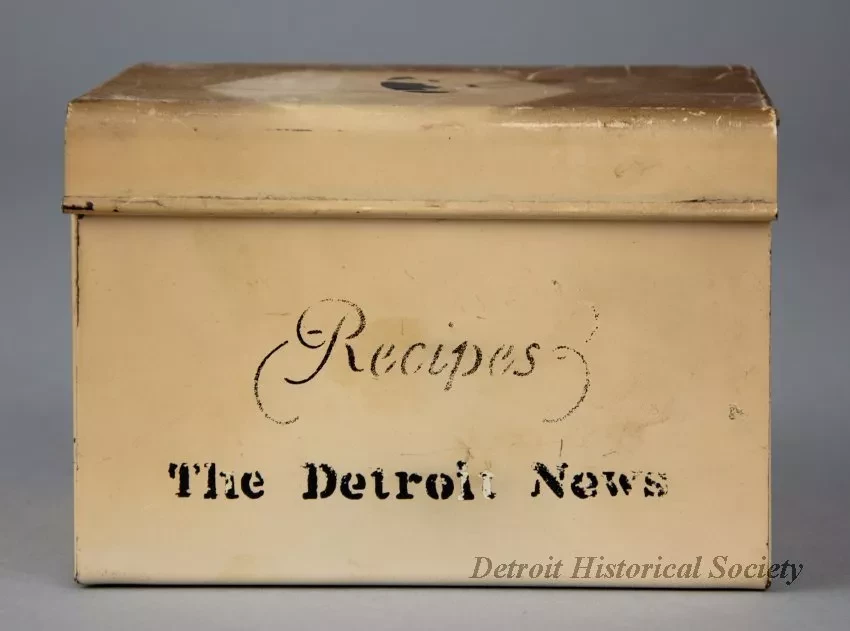 Recipes
The Detroit News
Detroit Historical Society